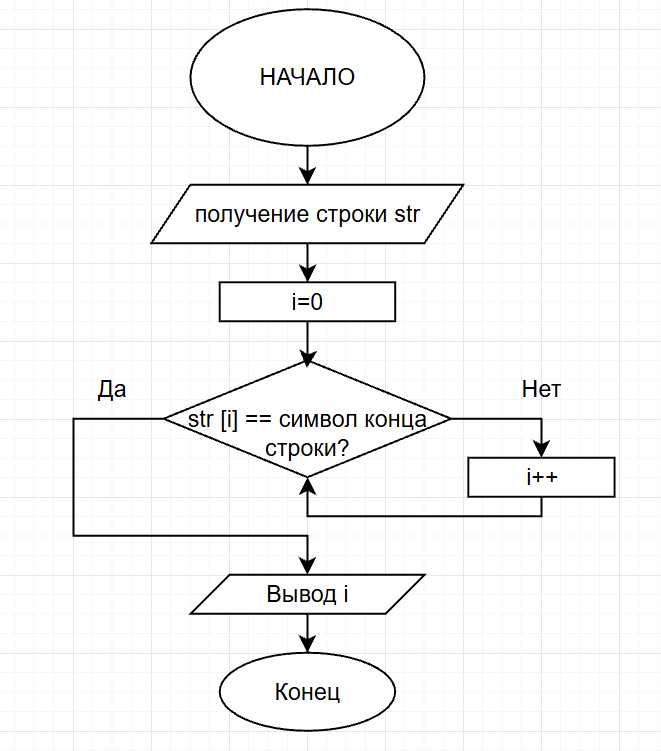 НАЧАЛО
получение строки str
i=0
Да
Нет
str [i] == символ конца
строки?
i++
Вывод i
Конец